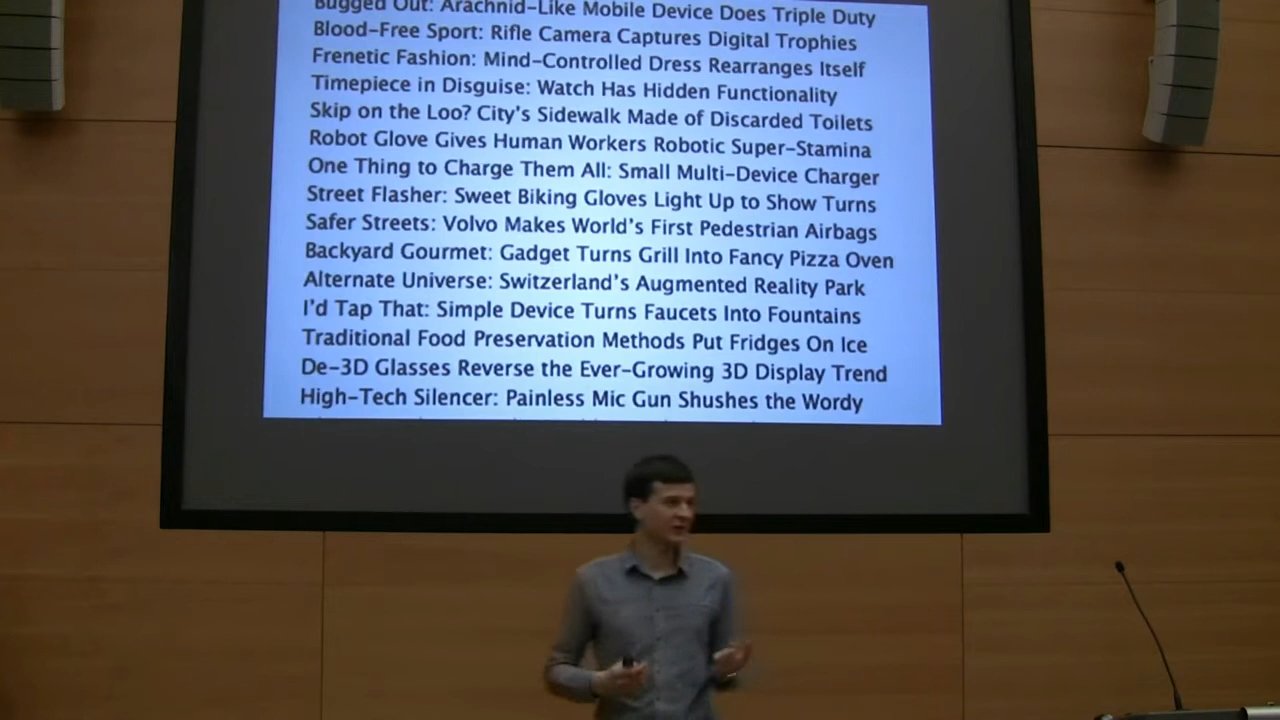 Bugged Out: Arachnid-Like Mobile Device Does Triple Duty
Blood-Free Sport: Rifle Camera Captures Digital Trophies
Frenetic Fashion: Mind-Controlled Dress Rearranges Itself
Timepiece in Disguise: Watch Has Hidden Functionality
Skip on the Loo? City's Sidewalk Made of Discarded Toilets
Robot Glove Gives Human Workers Robotic Super-Stamina
One Thing to Charge Them All: Small Multi-Device Charger
Street Flasher: Sweet Biking Gloves Light Up to Show Turns
Safer Streets: Volvo Makes World's First Pedestrian Airbags
Backyard Gourmet: Gadget Turns Grill Into Fancy Pizza Oven
Alternate Universe: Switzerland's Augmented Reality Park
I'd Tap That: Simple Device Turns Faucets Into Fountains
Traditional Food Preservation Methods Put Fridges On Ice
De-3D Glasses Reverse the Ever-Growing 3D Display Trend
High-Tech Silencer: Painless Mic Gun Shushes the Wordy